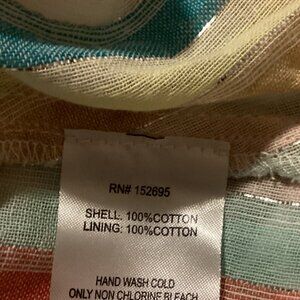 RN# 152695
SHELL: 100%COTTON
LINING: 100%COTTON
HAND WASH COLD
ONLY NON CHLORINE BLEACH